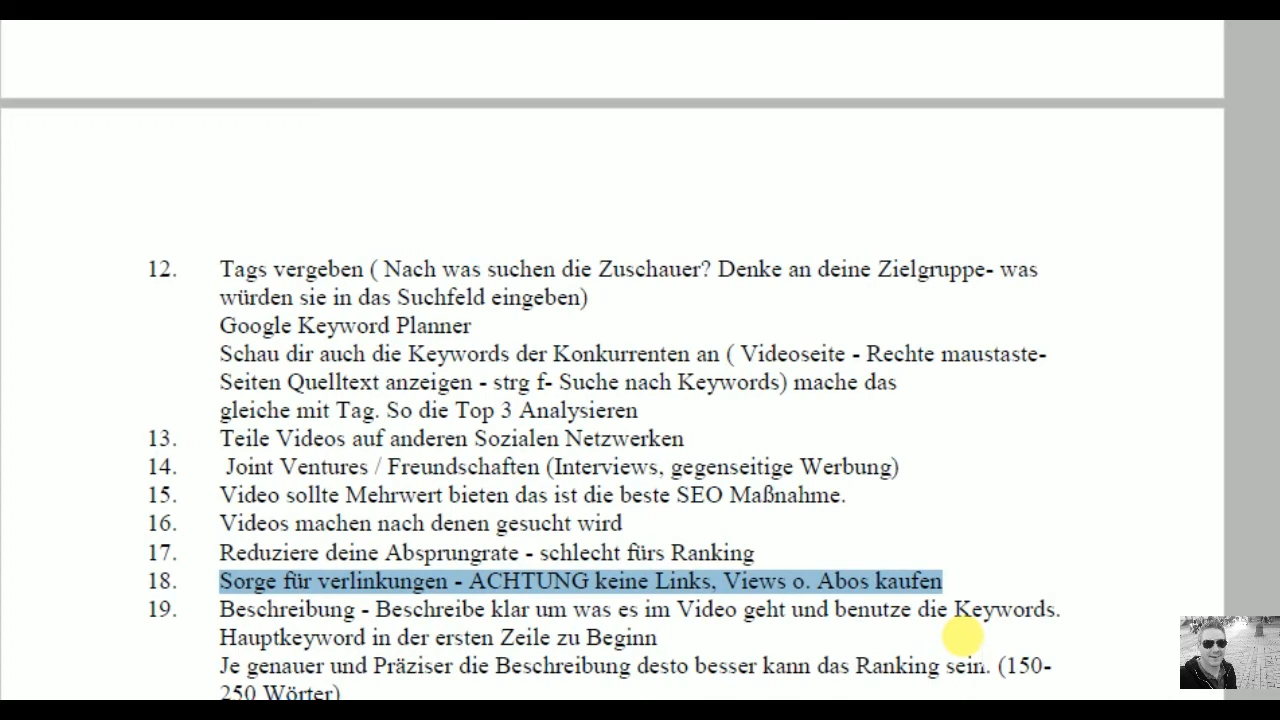 12. Tags vergeben ( Nach was suchen die Zuschauer? Denke an deine Zielgruppe- was
würden sie in das Suchfeld eingeben)
Google Keyword Planner
Schau dir auch die Keywords der Konkurrenten an ( Videoseite - Rechte maustaste-
Seiten Quelltext anzeigen - strg f- Suche nach Keywords) mache das
gleiche mit Tag. So die Top 3 Analysieren
13. Teile Videos auf anderen Sozialen Netzwerken
14. Joint Ventures / Freundschaften (Interviews, gegenseitige Werbung)
15. Video sollte Mehrwert bieten das ist die beste SEO Maßnahme.
16. Videos machen nach denen gesucht wird
17. Reduziere deine Absprungrate - schlecht fürs Ranking
18. Sorge für verlinkungen - ACHTUNG keine Links, Views o. Abos kaufen
19. Beschreibung - Beschreibe klar um was es im Video geht und benutze die Keywords.
Hauptkeyword in der ersten Zeile zu Beginn
Je genauer und Präziser die Beschreibung desto besser kann das Ranking sein. (150-
250 Wörter)